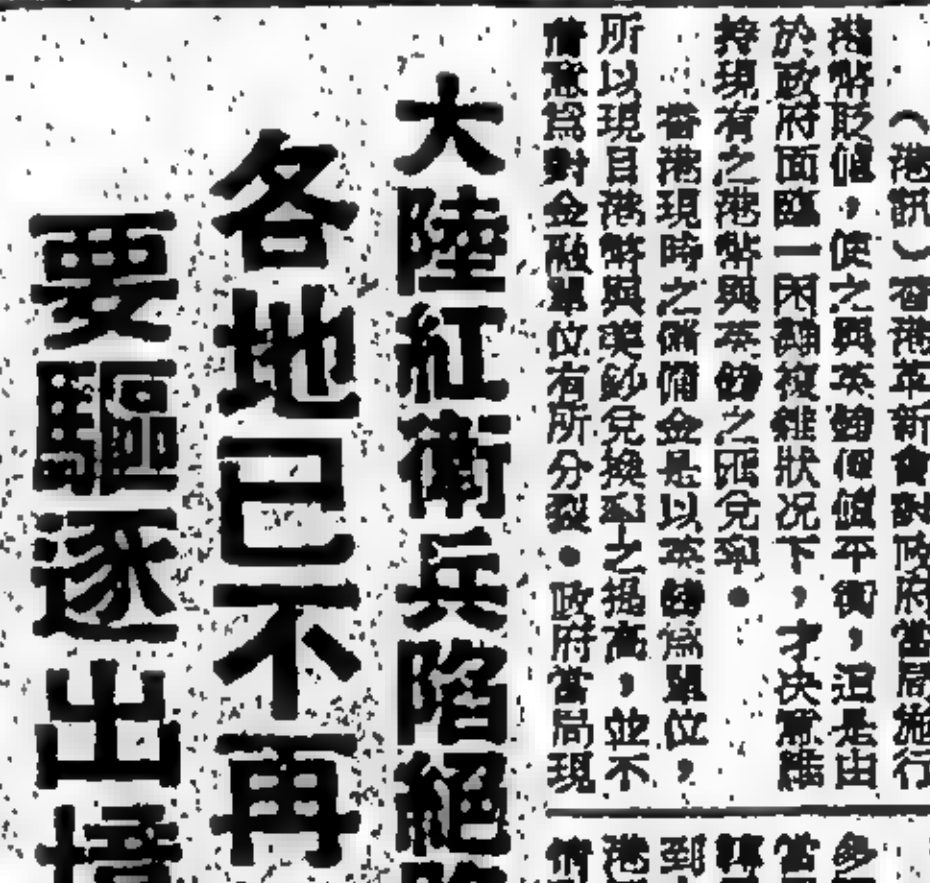 (港訊)香港革新會對政府當局施行
港幣貶值,使之與英鎊價值平衡,這是由
於政府面臨一困難複雜狀况下,才决意維
持現有之港幣與英鎊之匯兌率●
香港現時之儲備金是以英鎊為單位,
所以現目港幣與美鈔兌換率之提高,並不
為對金融單位有所分裂●政府當局現
大陸紅衛兵陷絕
各地已不再
要驅逐出境
多
當
到
港